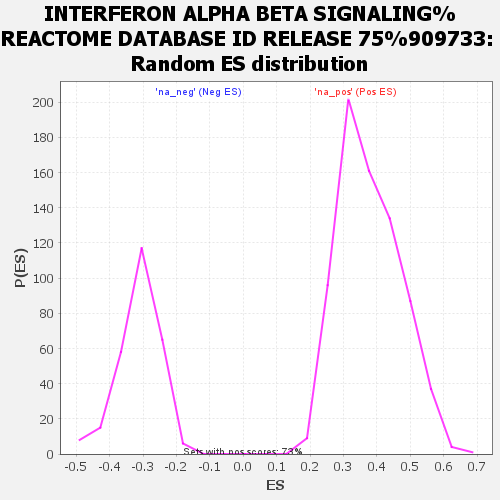 INTERFERON ALPHA BETA SIGNALING%
REACTOME DATABASE ID RELEASE 75%909733:
Random ES distribution
'na_neg' (Neg ES) 'na_pos' (Pos ES)
P(ES)
200
180
160
140
120
100
80
60
40
20
0
Sets with pos scores: 73%
-0.5 -0.4 -0.3 -0.2 -0.1 0.0 0.1 0.2 0.3 0.4 0.5 0.6 0.7
ES